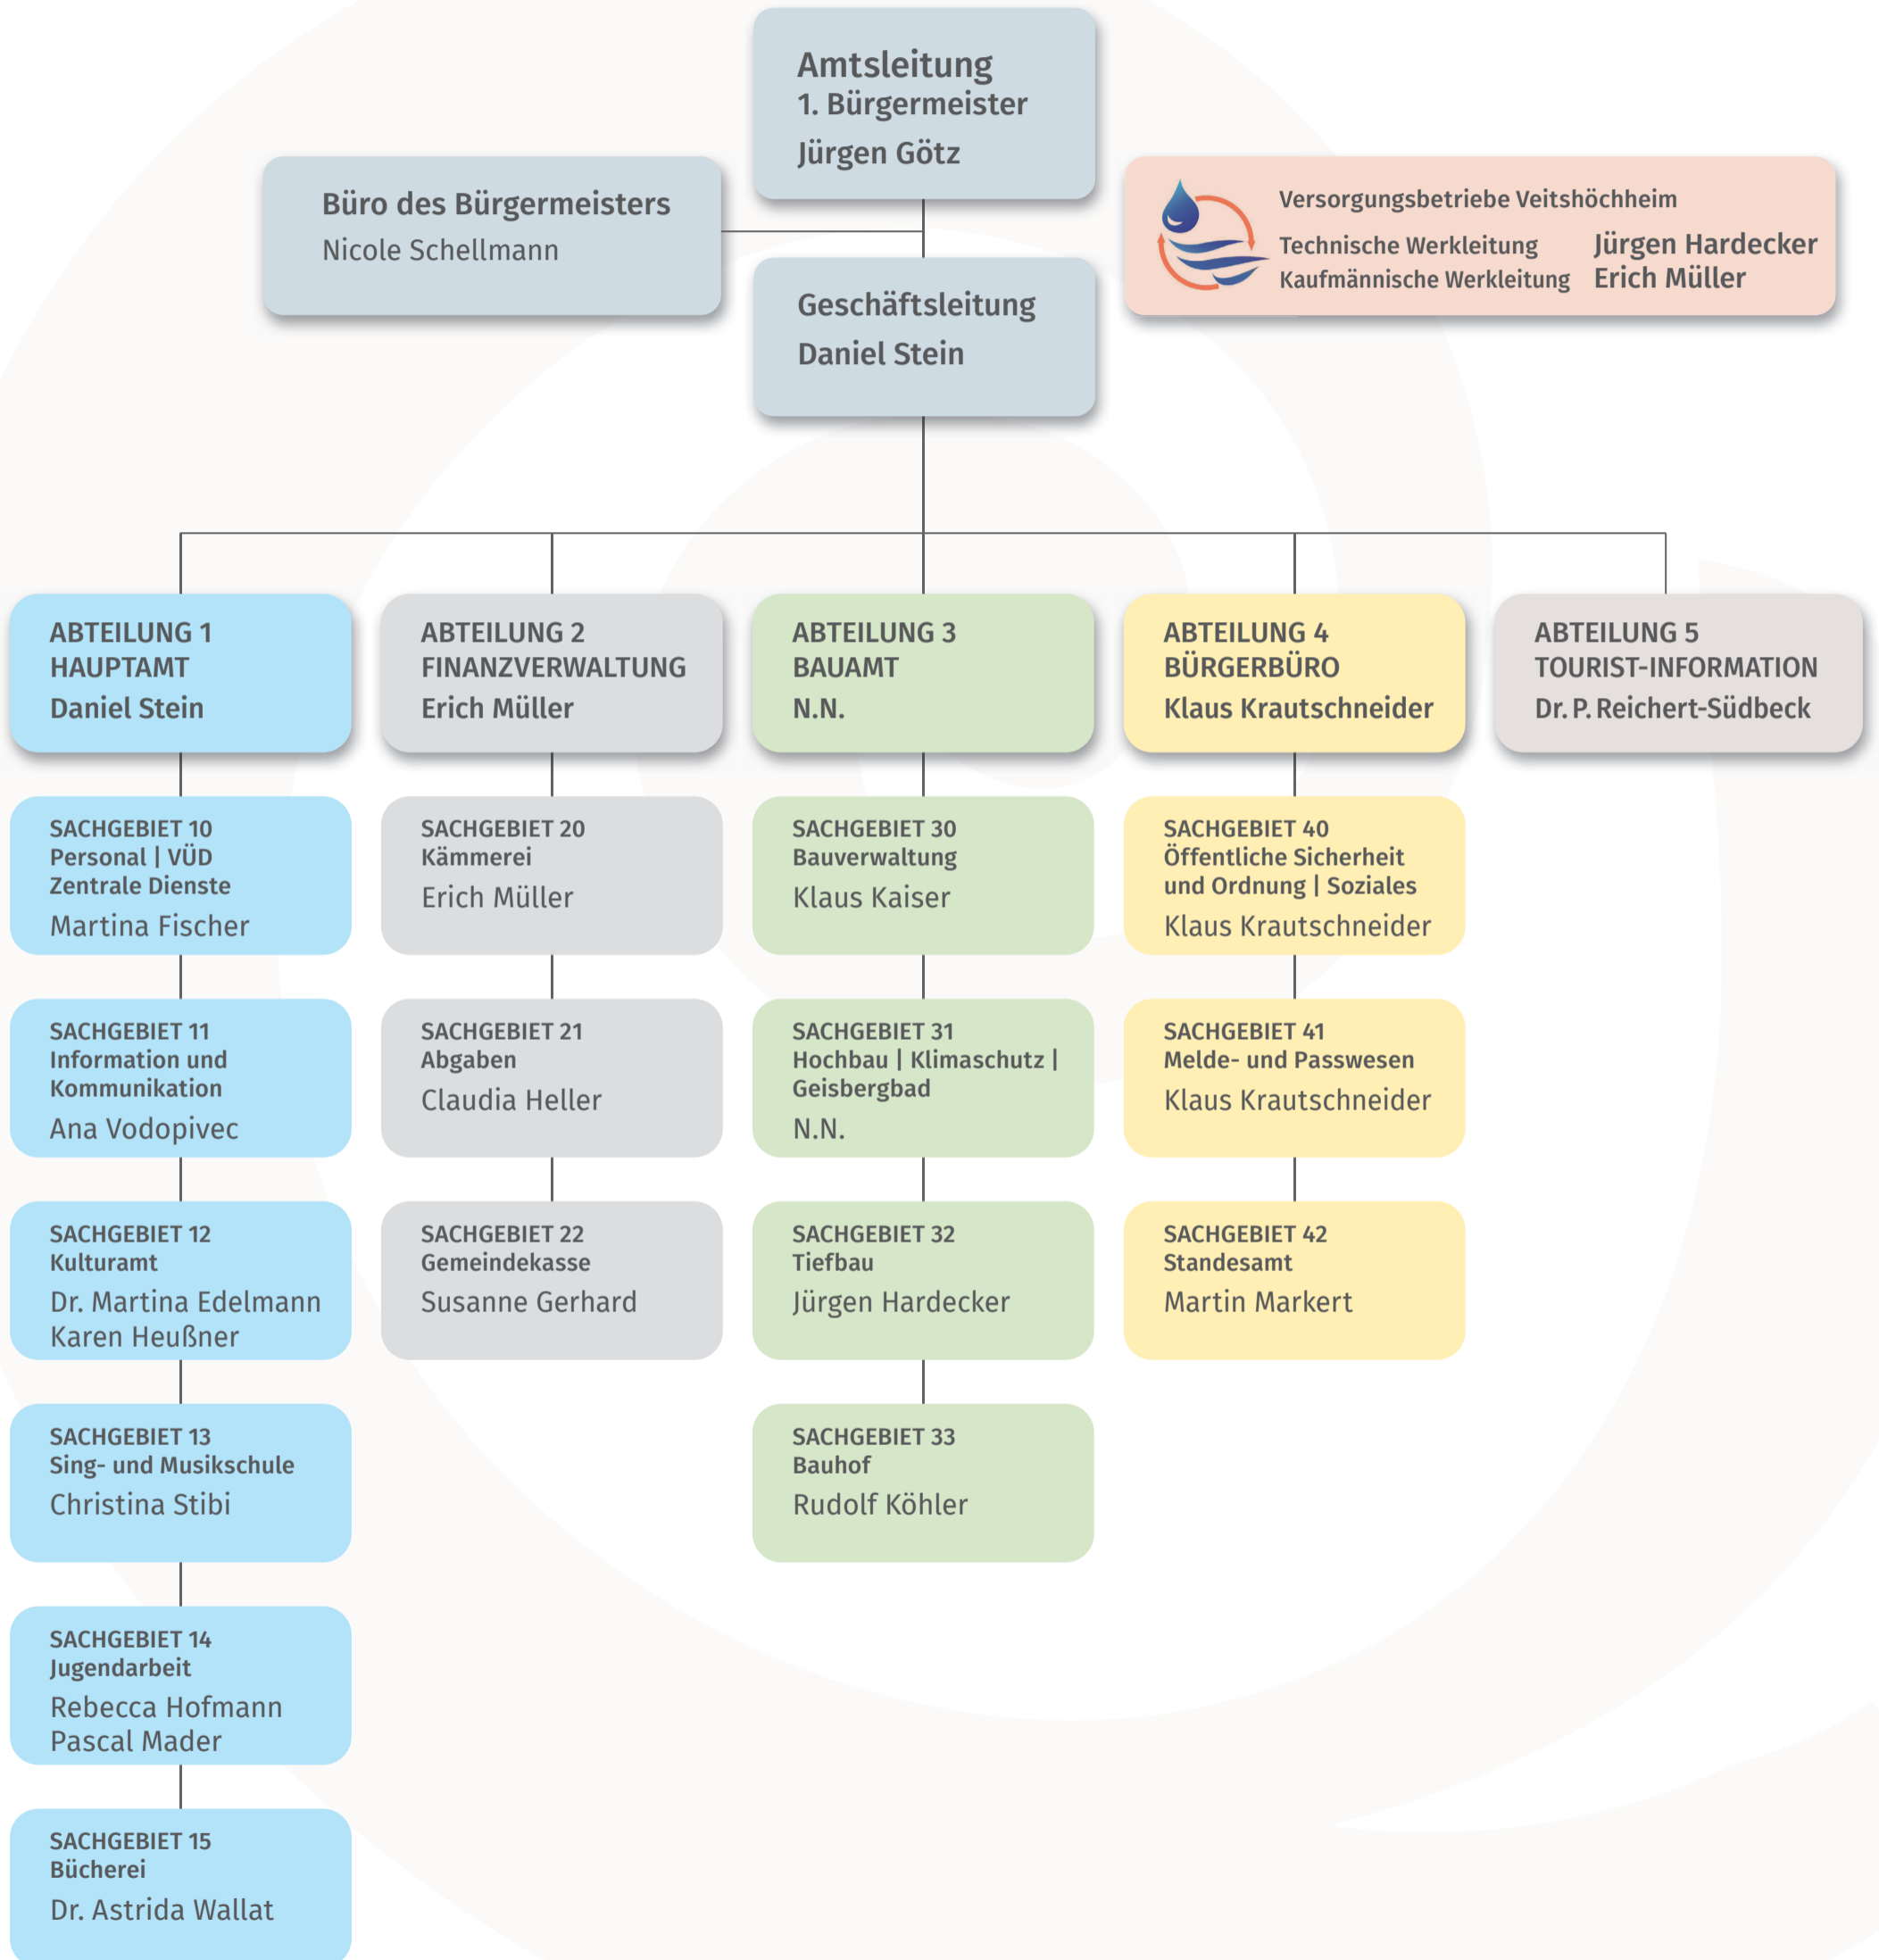 Amtsleitung
1. Bürgermeister
Jürgen Götz
Büro des Bürgermeisters
Nicole Schellmann
Versorgungsbetriebe Veitshöchheim
Technische Werkleitung Jürgen Hardecker
Kaufmännische Werkleitung Erich Müller
Geschäftsleitung
Daniel Stein
ABTEILUNG 1
HAUPTAMT
Daniel Stein
ABTEILUNG 2
FINANZVERWALTUNG
Erich Müller
ABTEILUNG 3
BAUAMT
N.N.
ABTEILUNG 4
BÜRGERBÜRO
Klaus Krautschneider
ABTEILUNG 5
TOURIST-INFORMATION
Dr. P. Reichert-Südbeck
SACHGEBIET 10
Personal | VÜD
Zentrale Dienste
Martina Fischer
SACHGEBIET 20
Kämmerei
Erich Müller
SACHGEBIET 30
Bauverwaltung
Klaus Kaiser
SACHGEBIET 40
Öffentliche Sicherheit
und Ordnung | Soziales
Klaus Krautschneider
SACHGEBIET 11
Information und
Kommunikation
Ana Vodopivec
SACHGEBIET 21
Abgaben
Claudia Heller
SACHGEBIET 31
Hochbau | Klimaschutz |
Geisbergbad
N.N.
SACHGEBIET 41
Melde- und Passwesen
Klaus Krautschneider
SACHGEBIET 12
Kulturamt
Dr. Martina Edelmann
Karen Heußner
SACHGEBIET 22
Gemeindekasse
Susanne Gerhard
SACHGEBIET 32
Tiefbau
Jürgen Hardecker
SACHGEBIET 42
Standesamt
Martin Markert
SACHGEBIET 13
Sing- und Musikschule
Christina Stibi
SACHGEBIET 33
Bauhof
Rudolf Köhler
SACHGEBIET 14
Jugendarbeit
Rebecca Hofmann
Pascal Mader
SACHGEBIET 15
Bücherei
Dr. Astrida Wallat